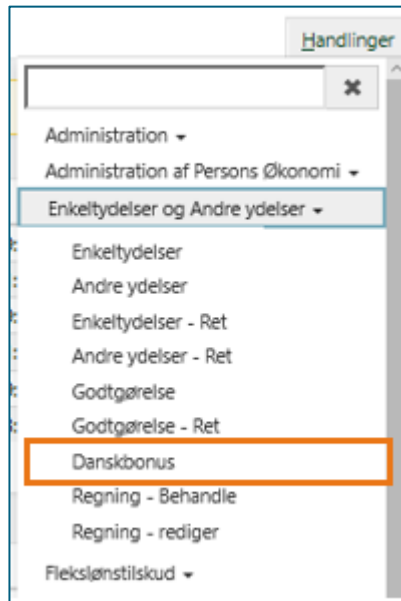 Handlinger
Administration
Administration af Persons Økonomi
Enkeltydelser og Andre ydelser
Enkeltydelser
Andre ydelser
Enkeltydelser - Ret
Andre ydelser - Ret
Godtgørelse
Godtgørelse - Ret
Danskbonus
Regning - Behandle
Regning - rediger
Flekslønstilskud